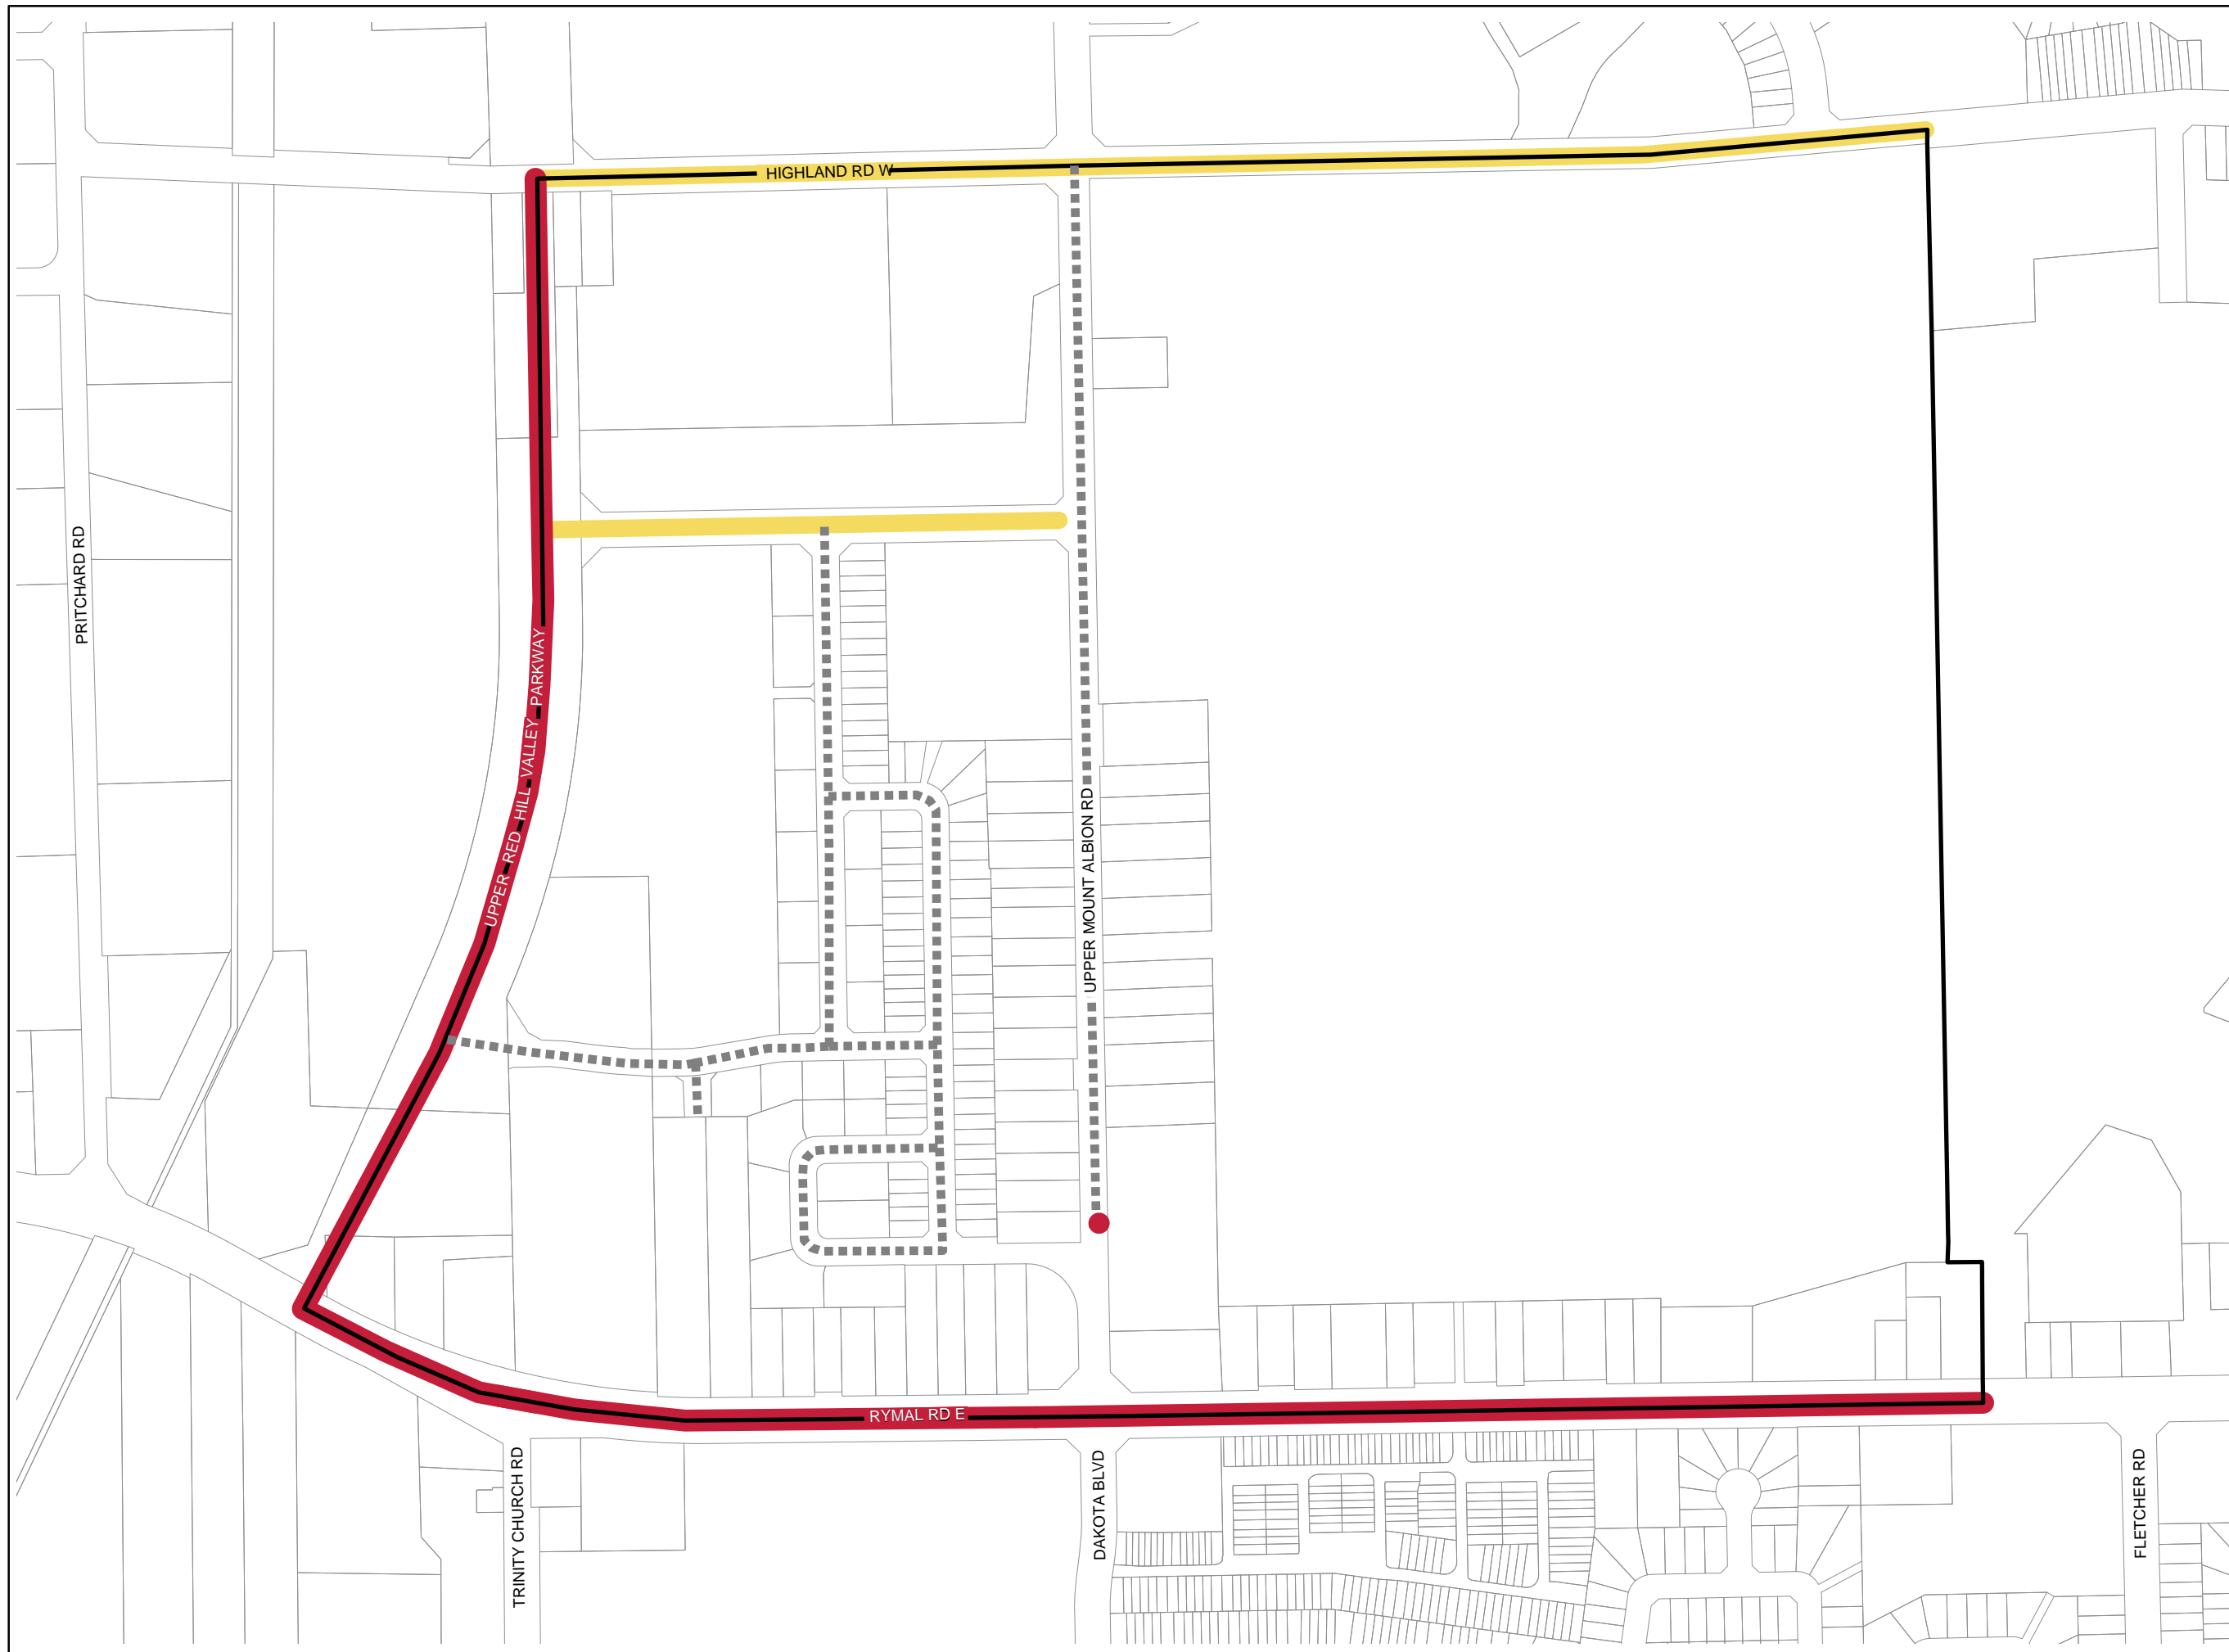 HIGHLAND RD W
PRITCHARD RD
UPPER RED HILL VALLEY PARKWAY
UPPER MOUNT ALBION RD
RYMAL RD E
TRINITY CHURCH RD
DAKOTA BLVD
FLETCHER RD